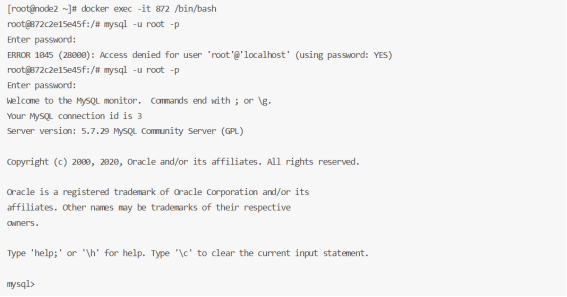 [root@node2 ~]# docker exec -it 872 /bin/bash
root@872c2e15e45f:/# mysql -u root -p
Enter password:
ERROR 1045 (28000): Access denied for user 'root'@'localhost' (using password: YES)
root@872c2e15e45f:/# mysql -u root -p
Enter password:
Welcome to the MySQL monitor.  Commands end with ; or \g.
Your MySQL connection id is 3
Server version: 5.7.29 MySQL Community Server (GPL)
Copyright (c) 2000, 2020, Oracle and/or its affiliates. All rights reserved.
Oracle is a registered trademark of Oracle Corporation and/or its
affiliates. Other names may be trademarks of their respective
owners.
Type 'help;' or '\h' for help. Type '\c' to clear the current input statement.
mysql>